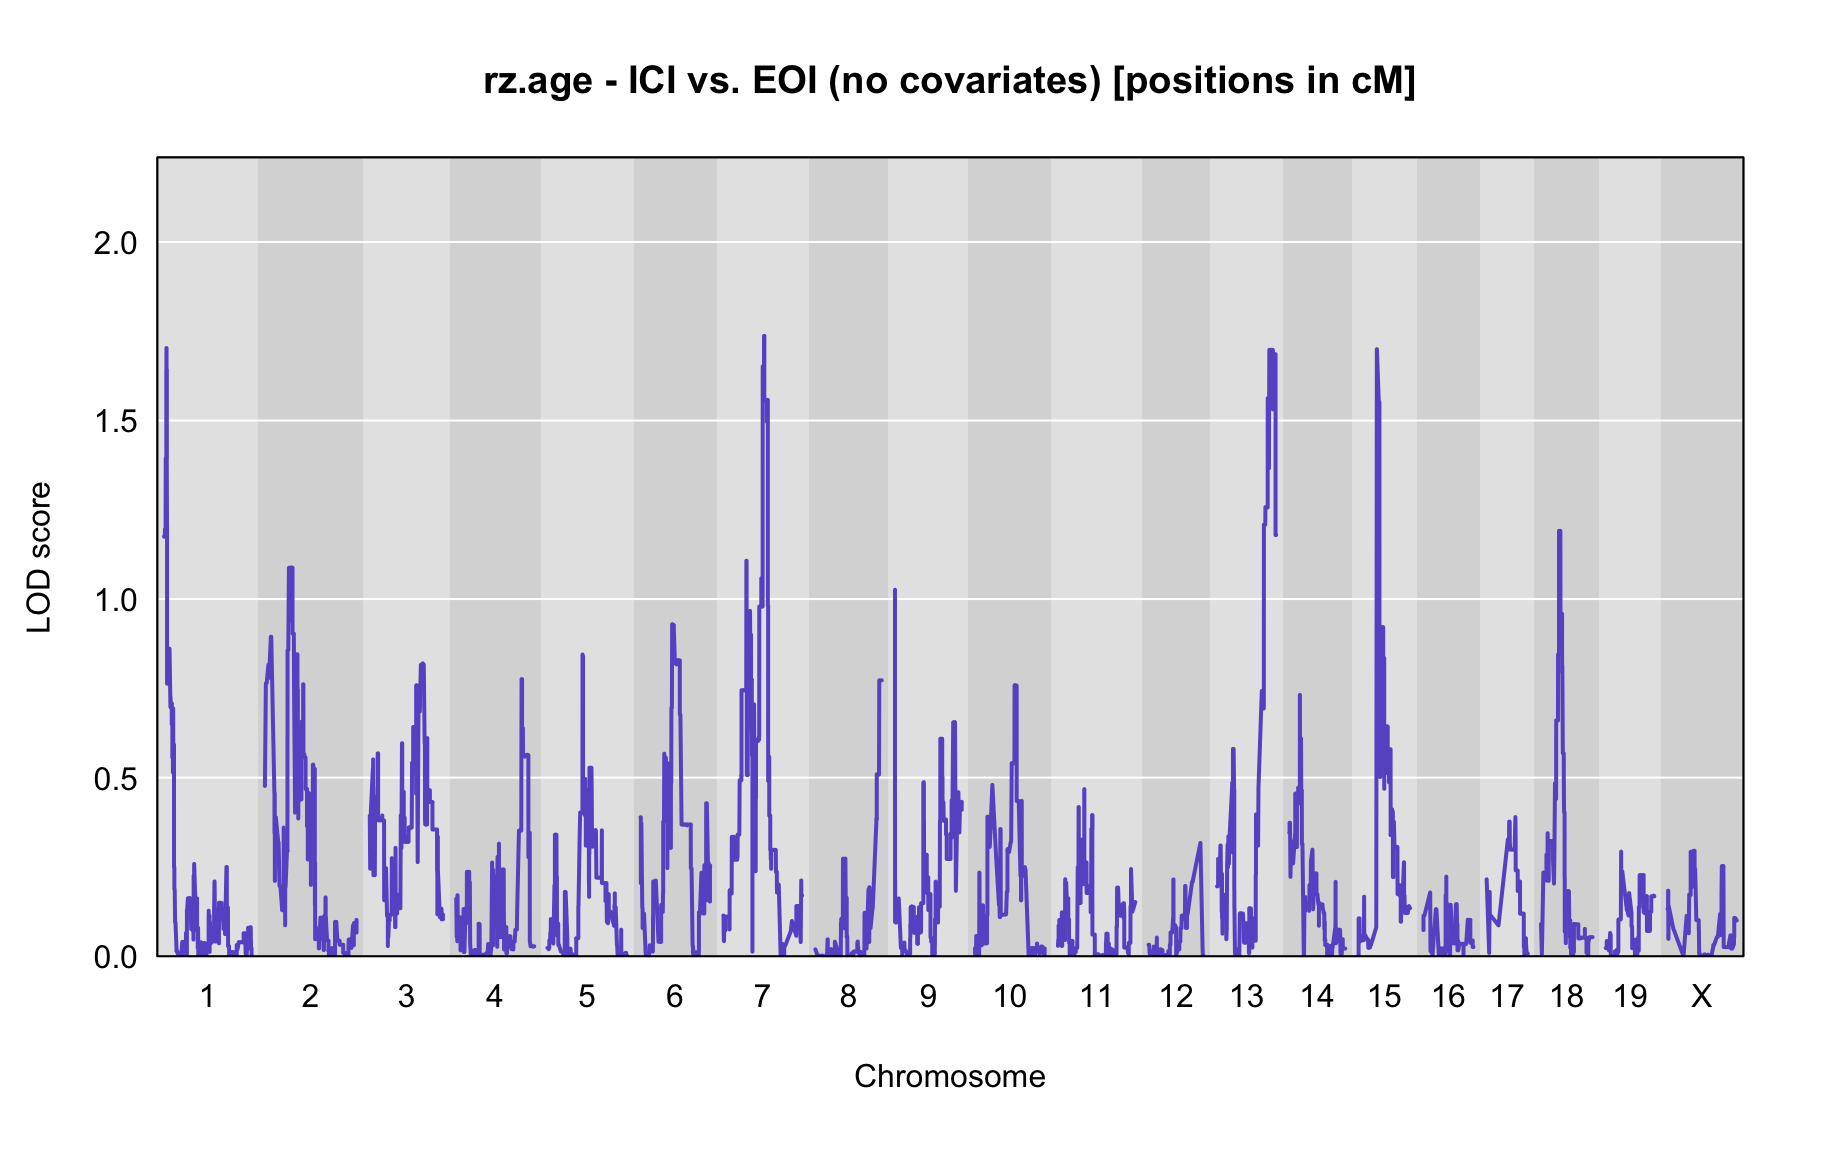 rz.age - ICI vs. EOI (no covariates) [positions in cM]
LOD score
2.0
1.5
1.0
0.5
0.0
1 2 3 4 5 6 7 8 9 10 11 12 13 14 15 16 17 18 19 X
Chromosome